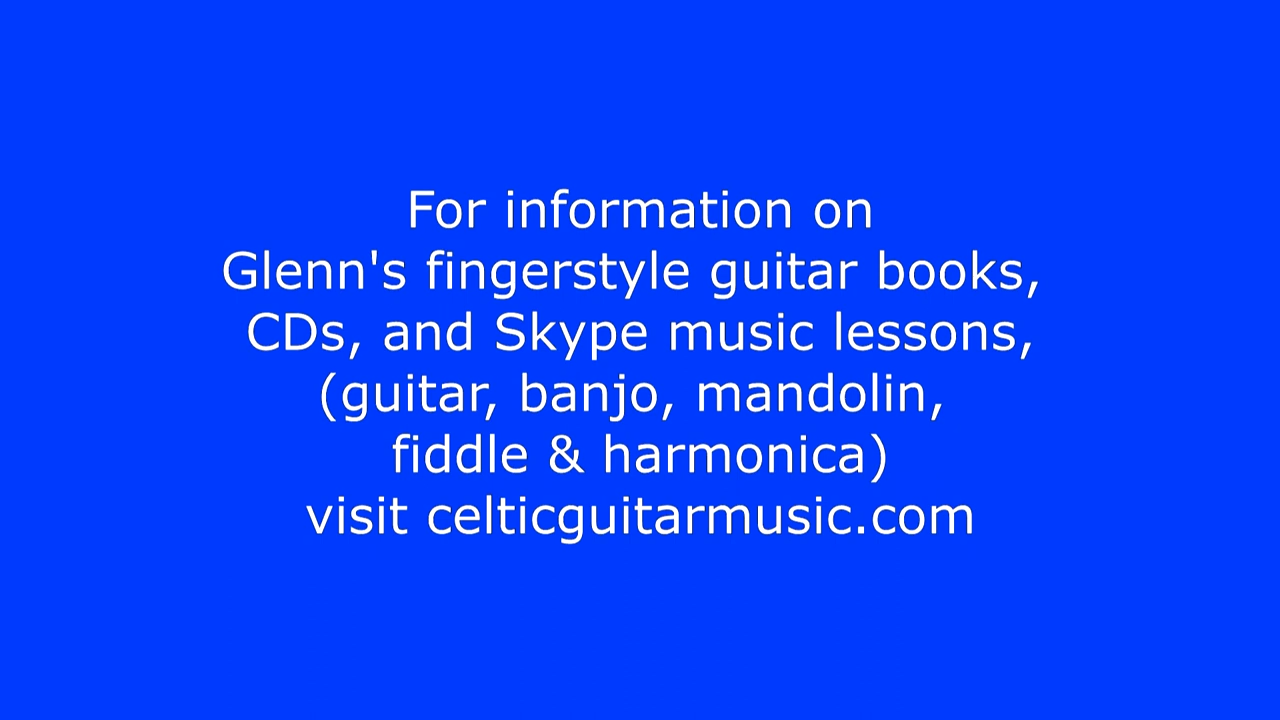 For information on
Glenn's fingerstyle guitar books,
CDs, and Skype music lessons,
(guitar, banjo, mandolin,
fiddle & harmonica)
visit celticguitarmusic.com